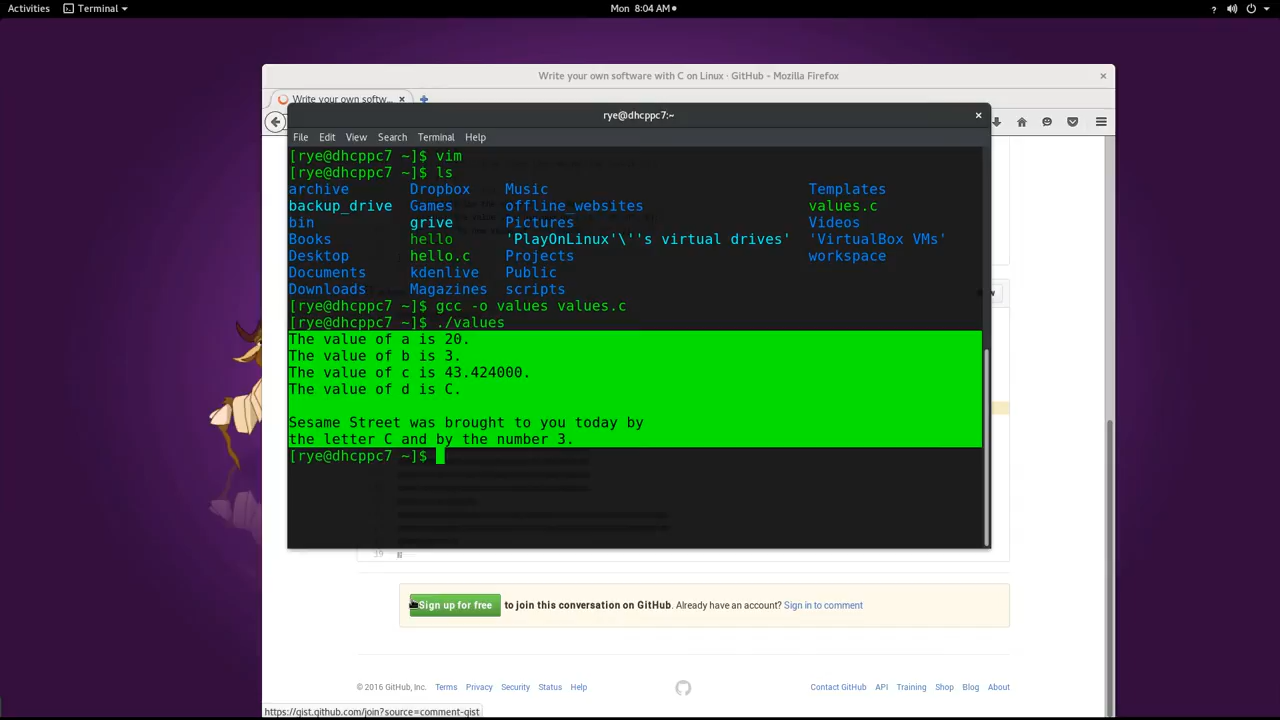 Activities Terminal Mon 8:04 AM ?
Write your own software with C on Linux · GitHub - Mozilla Firefox ×
Write your own softw... × +
rye@dhcppc7:~ ×
File Edit View Search Terminal Help
[rye@dhcppc7 ~]$ vim
[rye@dhcppc7 ~]$ ls
archive Dropbox Music Templates
backup_drive Games offline_websites values.c
bin grive Pictures Videos
Books hello 'PlayOnLinux'\''s virtual drives' 'VirtualBox VMs'
Desktop hello.c Projects workspace
Documents kdenlive Public
Downloads Magazines scripts
[rye@dhcppc7 ~]$ gcc -o values values.c
[rye@dhcppc7 ~]$ ./values
The value of a is 20.
The value of b is 3.
The value of c is 43.424000.
The value of d is C.
Sesame Street was brought to you today by
the letter C and by the number 3.
[rye@dhcppc7 ~]$
19 }
Sign up for free to join this conversation on GitHub. Already have an account? Sign in to comment
© 2016 GitHub, Inc. Terms Privacy Security Status Help Contact GitHub API Training Shop Blog About
https://gist.github.com/join?source=comment-gist